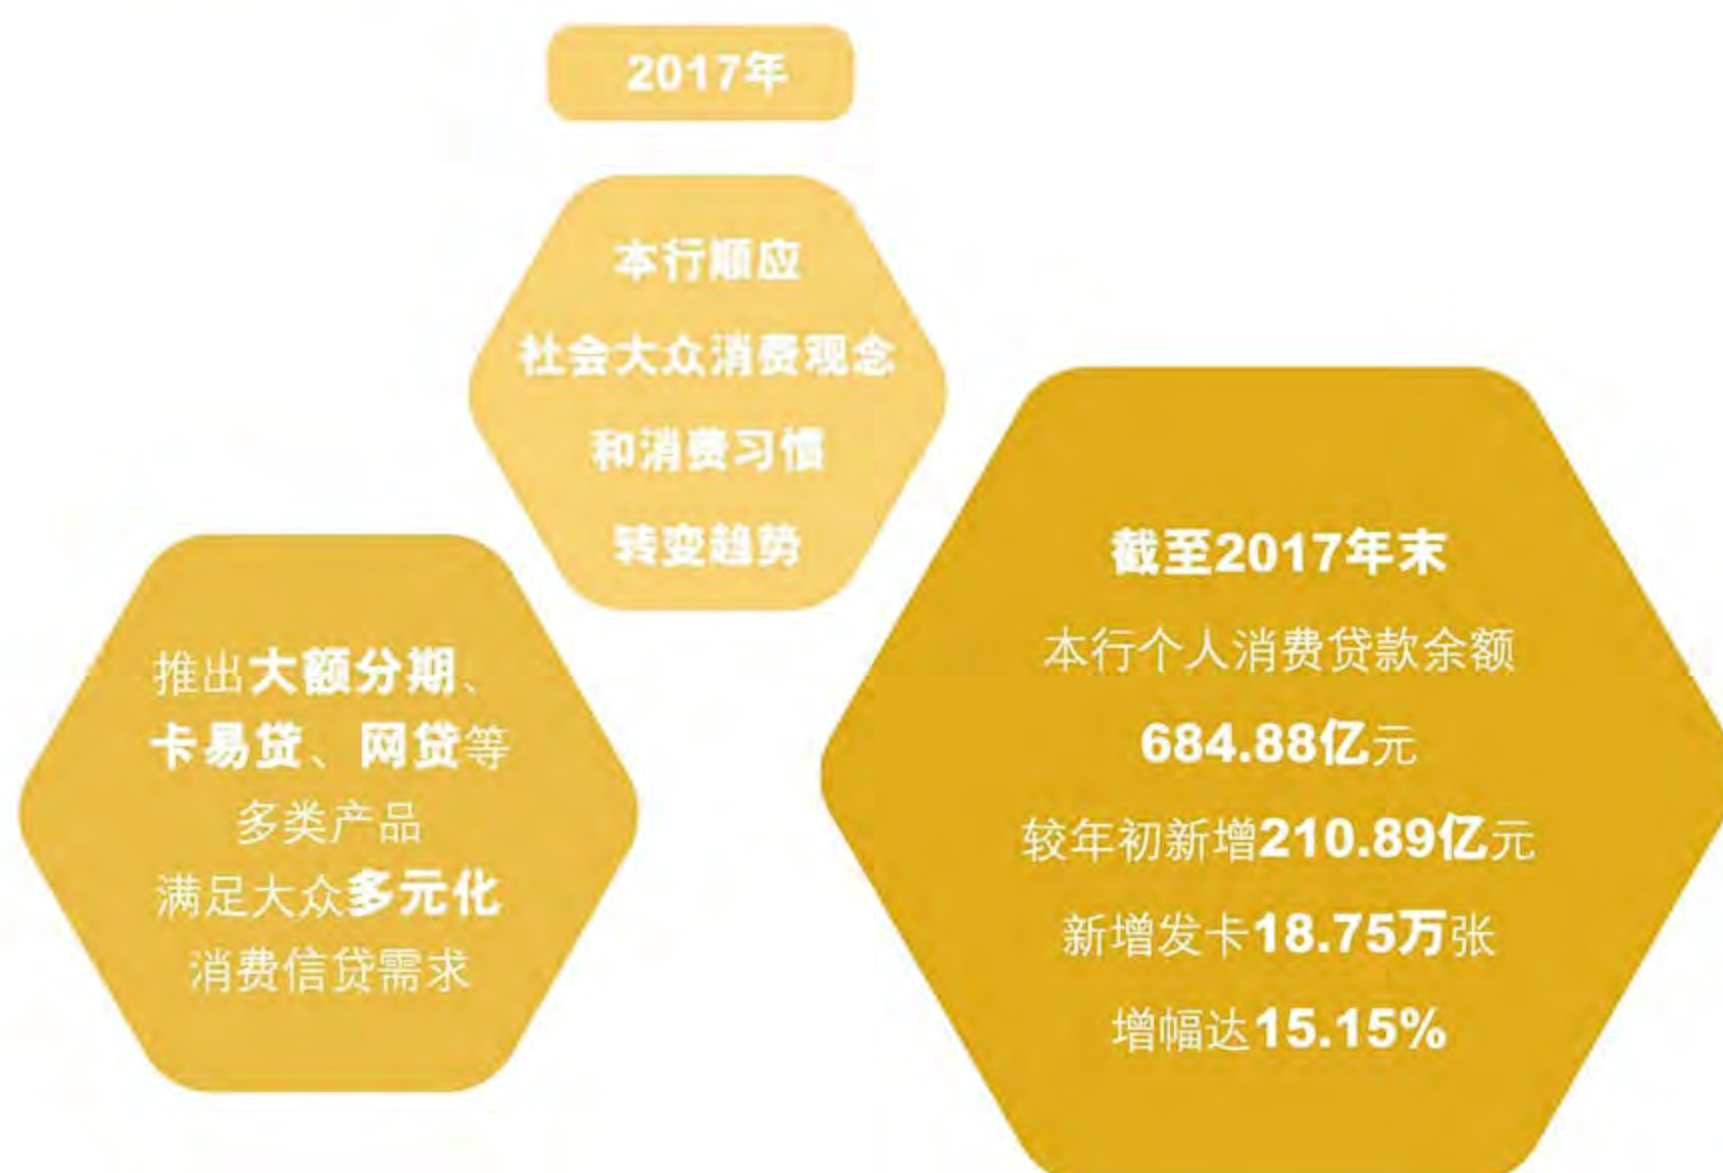 2017年
本行顺应
社会大众消费观念
和消费习惯
转变趋势
推出大额分期、
卡易贷、网贷等
多类产品
满足大众多元化
消费信贷需求
截至2017年末
本行个人消费贷款余额
684.88亿元
较年初新增210.89亿元
新增发卡18.75万张
增幅达15.15%